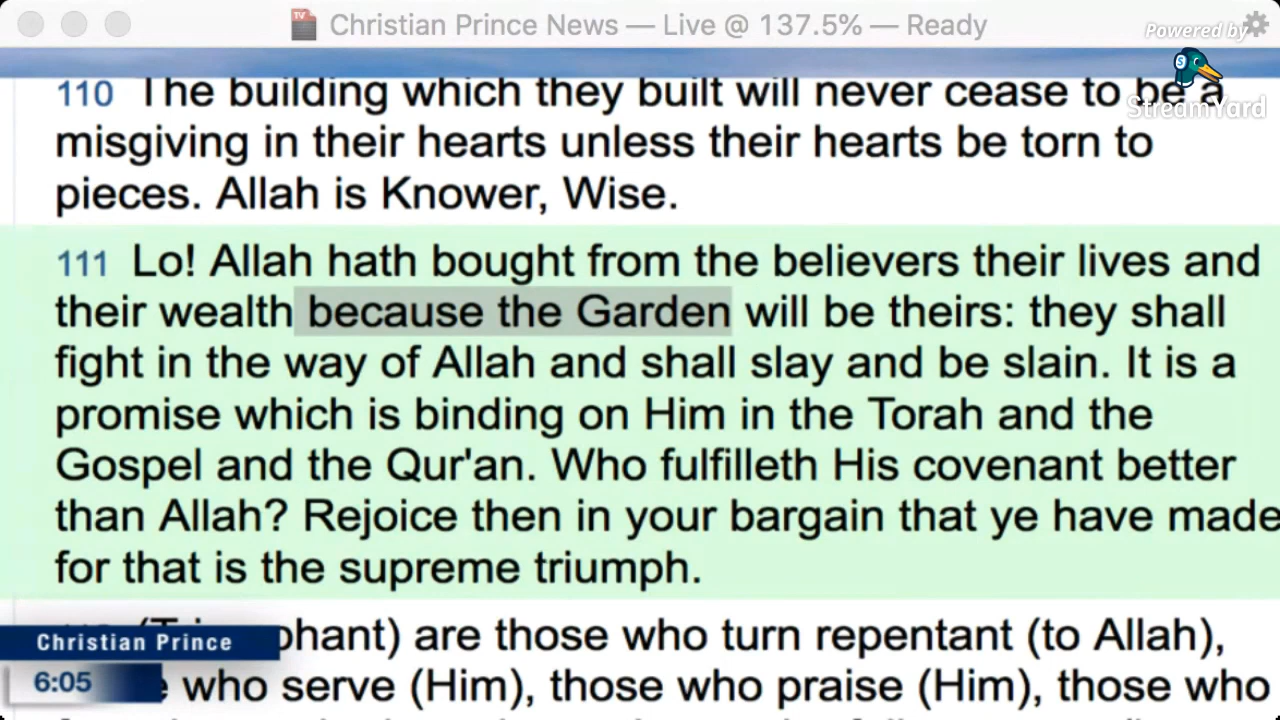 Christian Prince News — Live @ 137.5% — Ready
Powered by
StreamYard
110 The building which they built will never cease to be a
misgiving in their hearts unless their hearts be torn to
pieces. Allah is Knower, Wise.
111 Lo! Allah hath bought from the believers their lives and
their wealth because the Garden will be theirs: they shall
fight in the way of Allah and shall slay and be slain. It is a
promise which is binding on Him in the Torah and the
Gospel and the Qur'an. Who fulfilleth His covenant better
than Allah? Rejoice then in your bargain that ye have made
for that is the supreme triumph.
phant) are those who turn repentant (to Allah),
who serve (Him), those who praise (Him), those who
Christian Prince
6:05